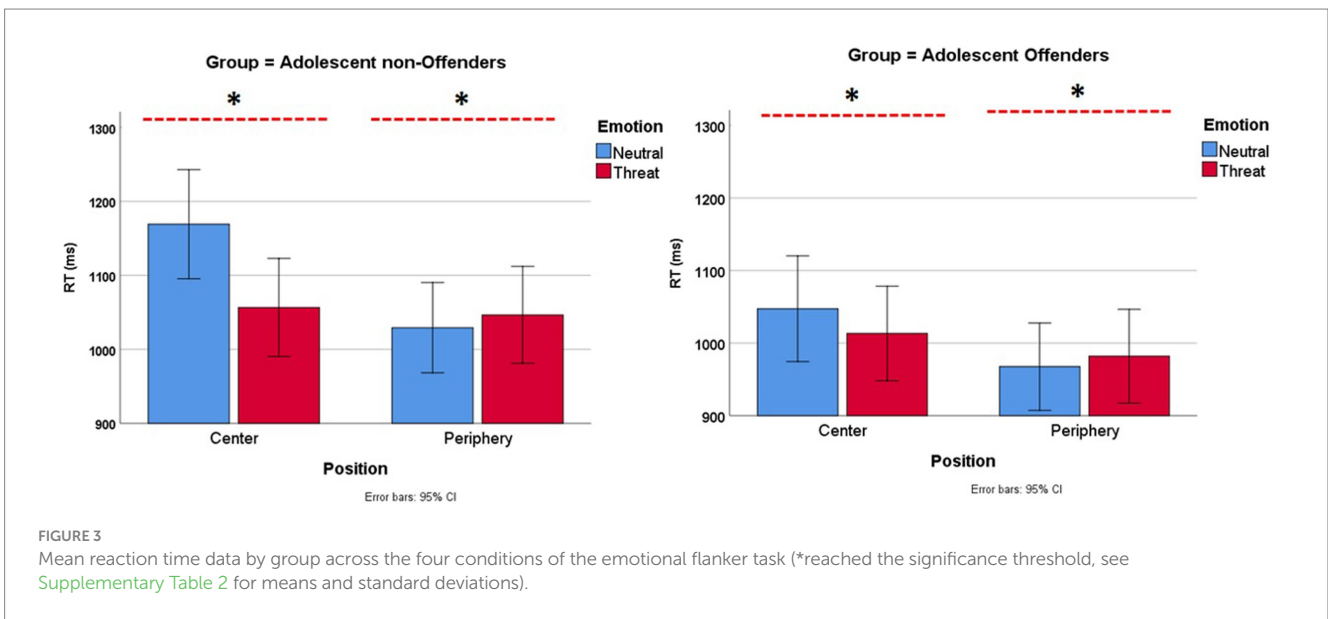 Group = Adolescent non-Offenders
* *
1300
1200
1100
1000
900
RT (ms)
Center Periphery
Position
Error bars: 95% CI
Emotion
Neutral
Threat
Group = Adolescent Offenders
* *
1300
1200
1100
1000
900
RT (ms)
Center Periphery
Position
Error bars: 95% CI
Emotion
Neutral
Threat
FIGURE 3
Mean reaction time data by group across the four conditions of the emotional flanker task (*reached the significance threshold, see
Supplementary Table 2 for means and standard deviations).